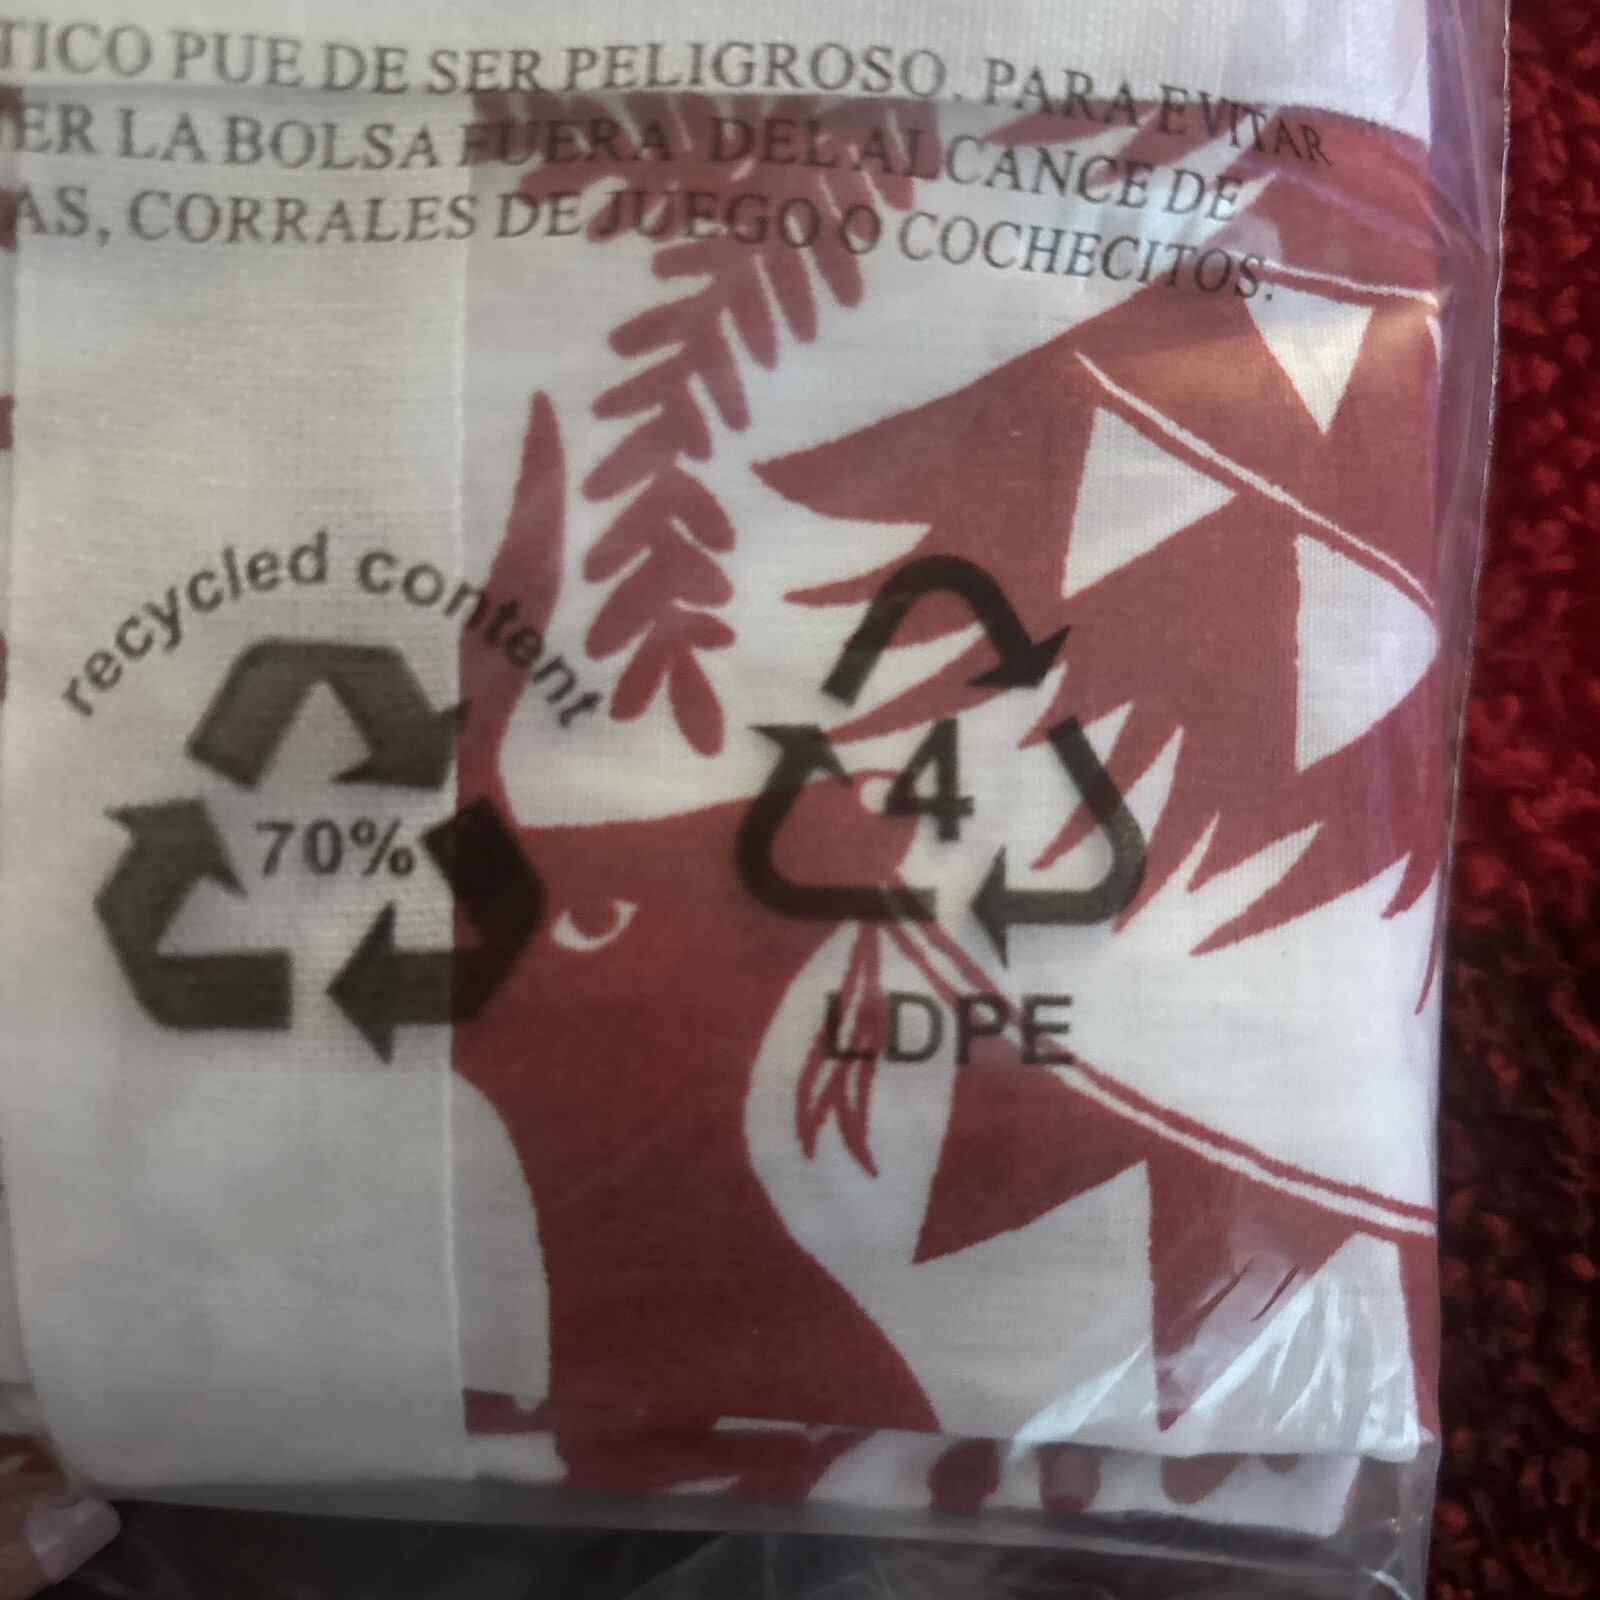 TICO PUE DE SER PELIGROSO. PARA EVITAR
ER LA BOLSA FUERA DEL ALCANCE DE
AS, CORRALES DE JUEGO O COCHECITOS.
recycled content
70%
4
LDPE